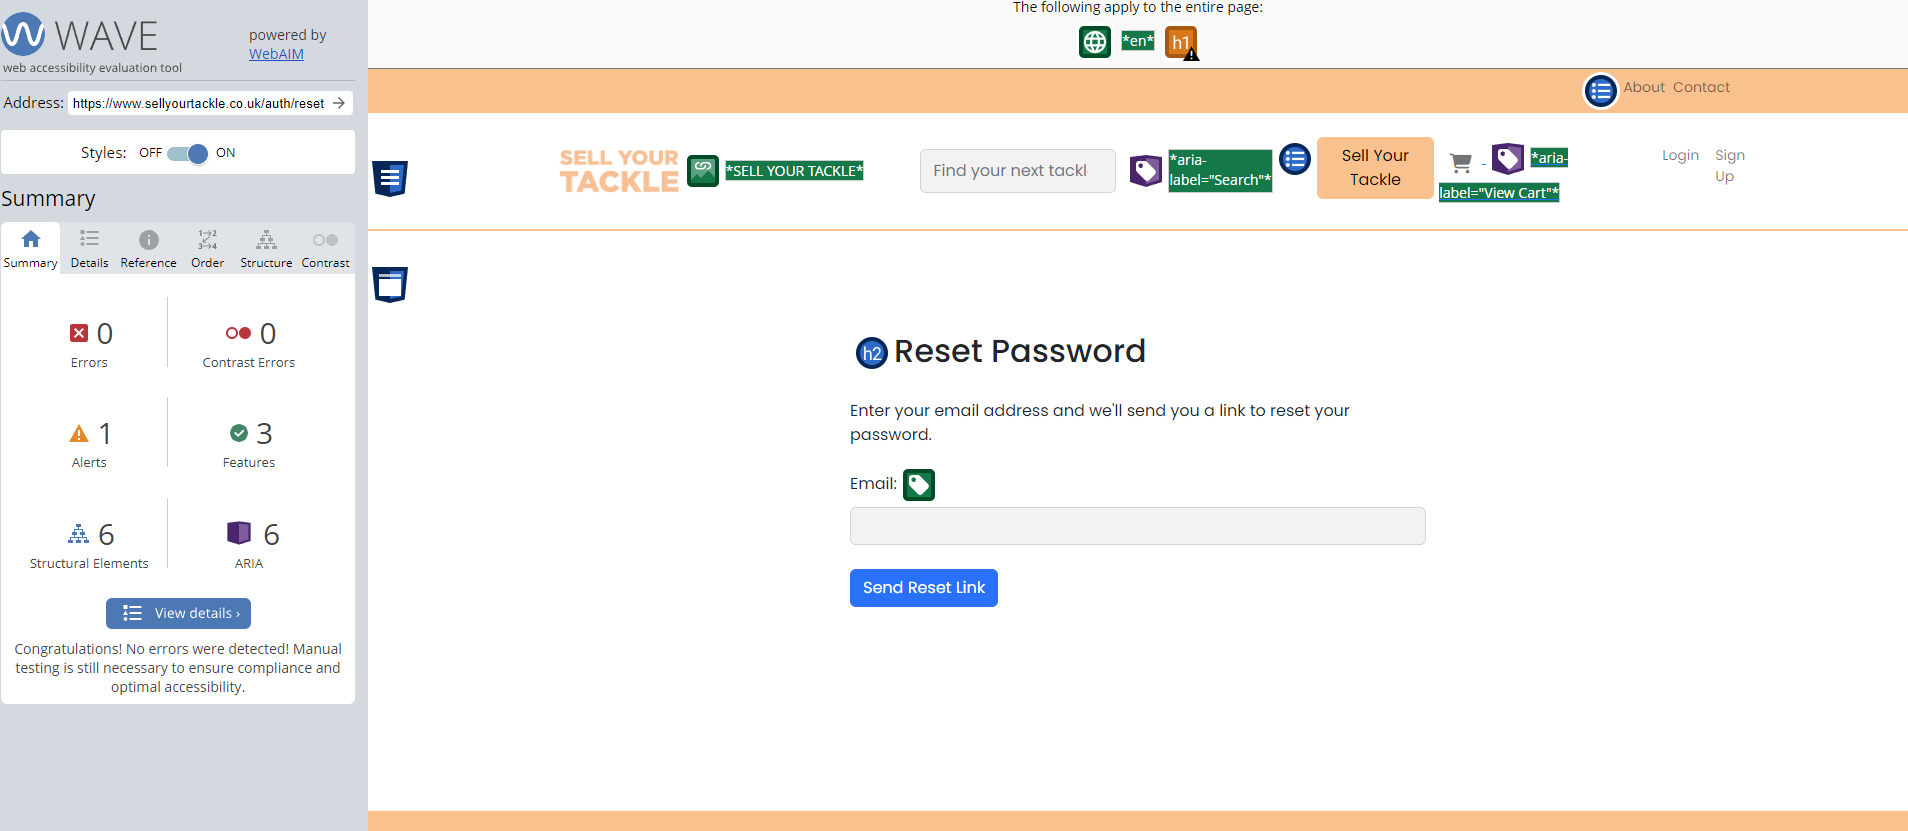 WAVE
web accessibility evaluation tool
powered by
WebAIM
Address: https://www.sellyourtackle.co.uk/auth/reset
Styles: OFF ON
Summary
1→2
3→4
Summary Details Reference Order Structure Contrast
0 Errors
0 Contrast Errors
1 Alerts
3 Features
6 Structural Elements
6 ARIA
View details ›
Congratulations! No errors were detected! Manual
testing is still necessary to ensure compliance and
optimal accessibility.
The following apply to the entire page:
*en* h1
About Contact
SELL YOUR
TACKLE
*SELL YOUR TACKLE*
Find your next tackl
*aria-
label="Search"*
Sell Your
Tackle
*aria-
label="View Cart"*
Login Sign
Up
h2 Reset Password
Enter your email address and we'll send you a link to reset your
password.
Email:
Send Reset Link